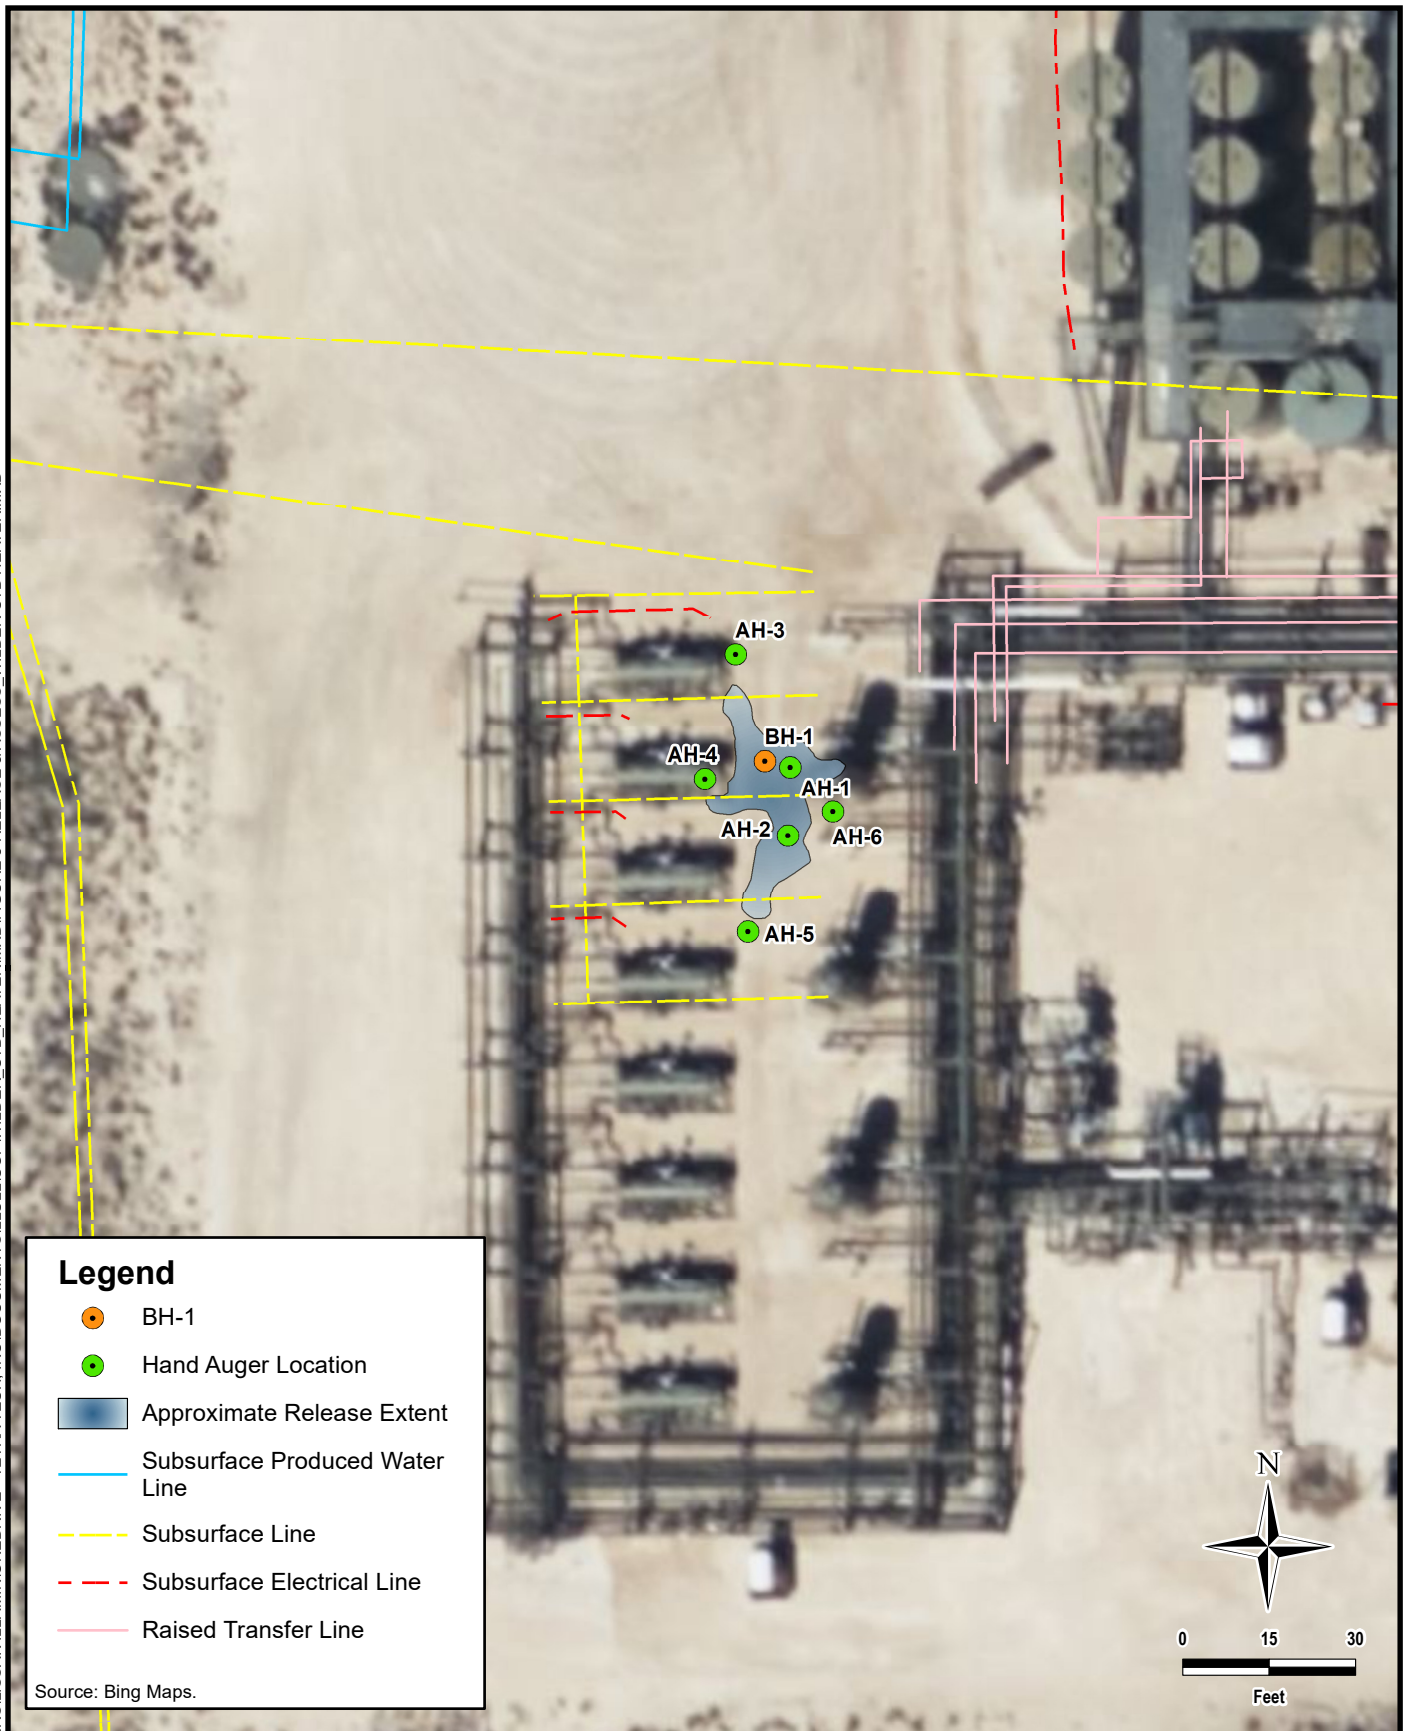 AH-3
BH-1
AH-4
AH-1
AH-2
AH-6
AH-5
Legend
BH-1
Hand Auger Location
Approximate Release Extent
Subsurface Produced Water
Line
Subsurface Line
Subsurface Electrical Line
Raised Transfer Line
Source: Bing Maps.
N
0 15 30
Feet